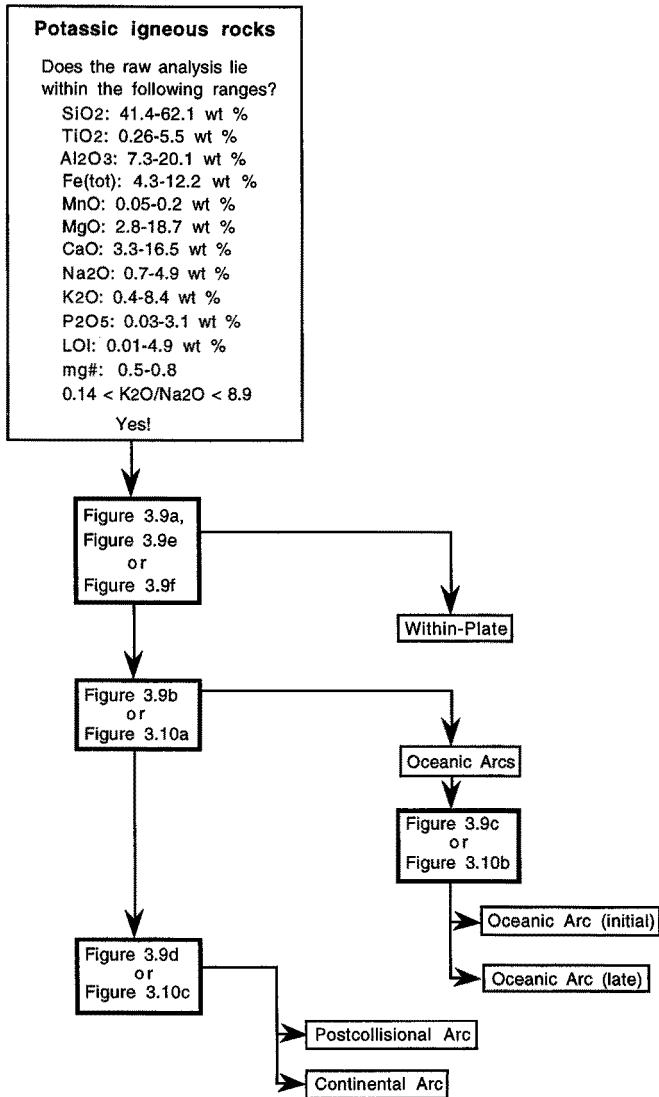 Potassic igneous rocks
Does the raw analysis lie
within the following ranges?
SiO2: 41.4-62.1 wt %
TiO2: 0.26-5.5 wt %
Al2O3: 7.3-20.1 wt %
Fe(tot): 4.3-12.2 wt %
MnO: 0.05-0.2 wt %
MgO: 2.8-18.7 wt %
CaO: 3.3-16.5 wt %
Na2O: 0.7-4.9 wt %
K2O: 0.4-8.4 wt %
P2O5: 0.03-3.1 wt %
LOI: 0.01-4.9 wt %
mg#: 0.5-0.8
0.14 < K2O/Na2O < 8.9
Yes!
Figure 3.9a,
Figure 3.9e
or
Figure 3.9f
Within-Plate
Figure 3.9b
or
Figure 3.10a
Oceanic Arcs
Figure 3.9c
or
Figure 3.10b
Oceanic Arc (initial)
Oceanic Arc (late)
Figure 3.9d
or
Figure 3.10c
Postcollisional Arc
Continental Arc